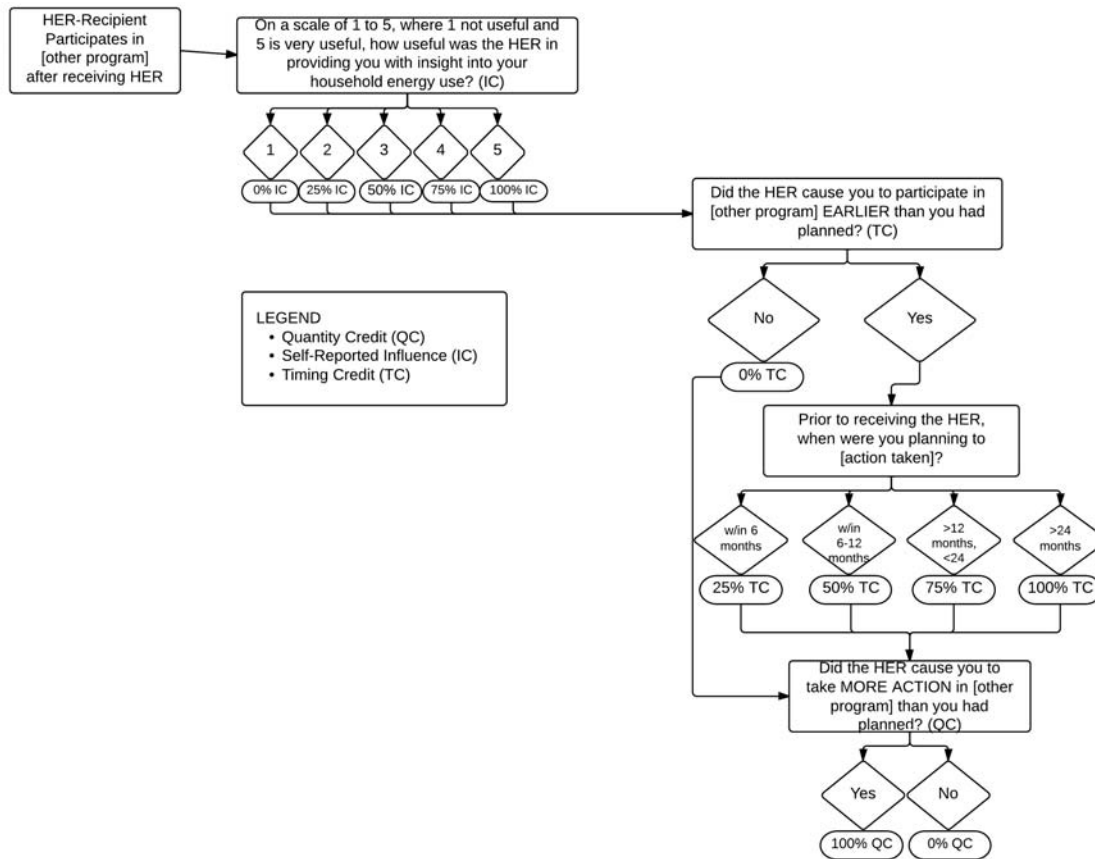 HER-Recipient
Participates in
[other program]
after receiving HER
On a scale of 1 to 5, where 1 not useful and
5 is very useful, how useful was the HER in
providing you with insight into your
household energy use? (IC)
1
2
3
4
5
0% IC
25% IC
50% IC
75% IC
100% IC
Did the HER cause you to participate in
[other program] EARLIER than you had
planned? (TC)
No
Yes
0% TC
LEGEND
• Quantity Credit (QC)
• Self-Reported Influence (IC)
• Timing Credit (TC)
Prior to receiving the HER,
when were you planning to
[action taken]?
w/in 6
months
w/in
6-12
months
>12
months,
<24
>24
months
25% TC
50% TC
75% TC
100% TC
Did the HER cause you to
take MORE ACTION in [other
program] than you had
planned? (QC)
Yes
No
100% QC
0% QC